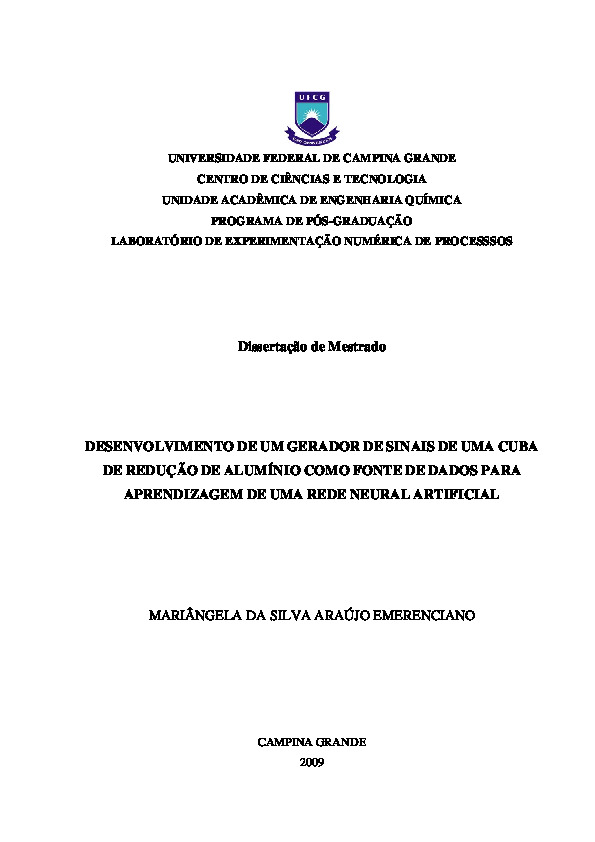 UFCG
UNIVERSIDADE FEDERAL DE CAMPINA GRANDE
CENTRO DE CIÊNCIAS E TECNOLOGIA
UNIDADE ACADÊMICA DE ENGENHARIA QUÍMICA
PROGRAMA DE PÓS-GRADUAÇÃO
LABORATÓRIO DE EXPERIMENTAÇÃO NUMÉRICA DE PROCESSSOS
Dissertação de Mestrado
DESENVOLVIMENTO DE UM GERADOR DE SINAIS DE UMA CUBA
DE REDUÇÃO DE ALUMÍNIO COMO FONTE DE DADOS PARA
APRENDIZAGEM DE UMA REDE NEURAL ARTIFICIAL
MARIÂNGELA DA SILVA ARAÚJO EMERENCIANO
CAMPINA GRANDE
2009